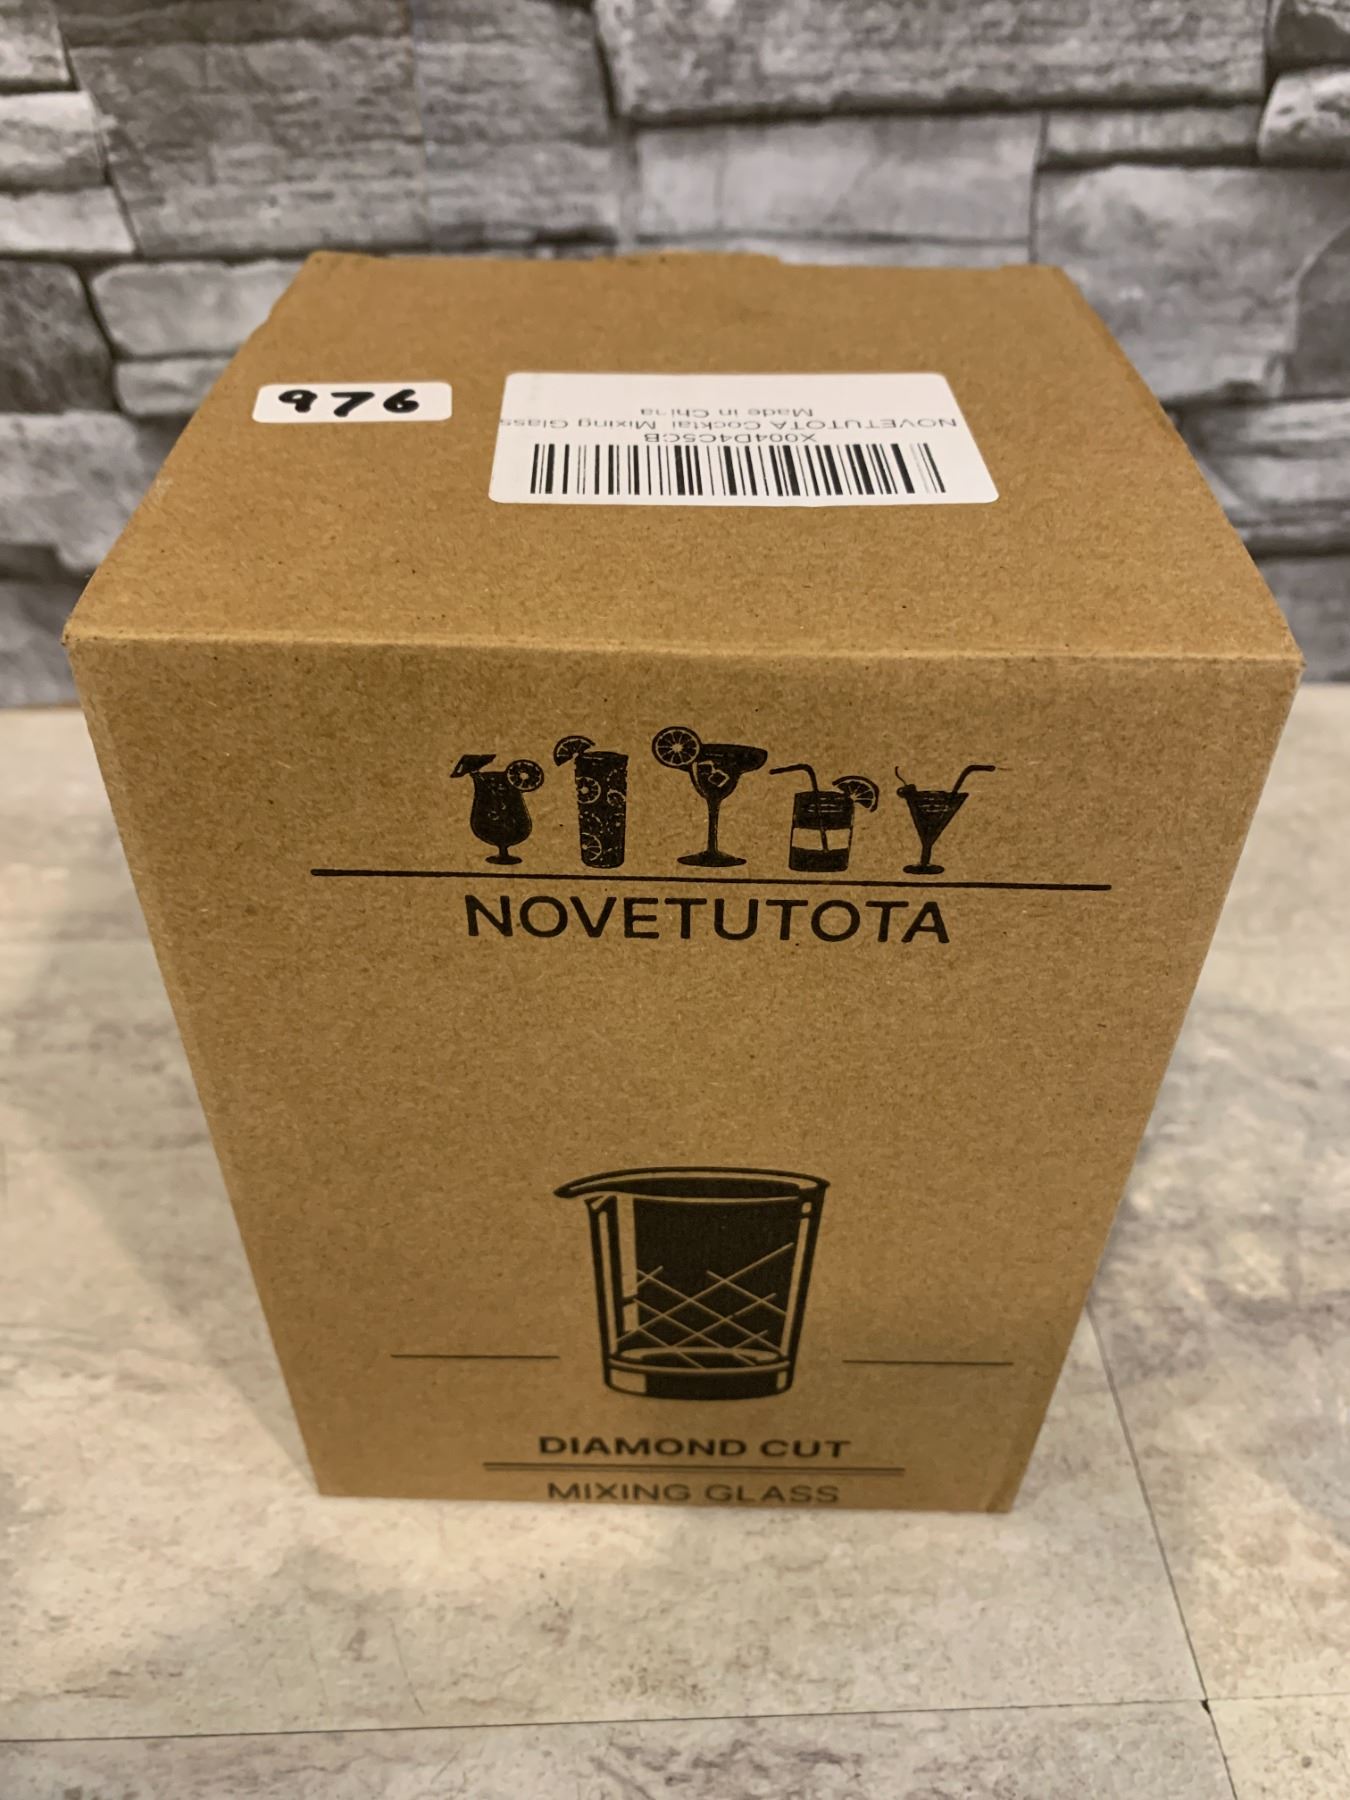 976
X004D4C5CB
NOVETUTOTA Cocktail Mixing Glass
Made in China
NOVETUTOTA
DIAMOND CUT
MIXING GLASS